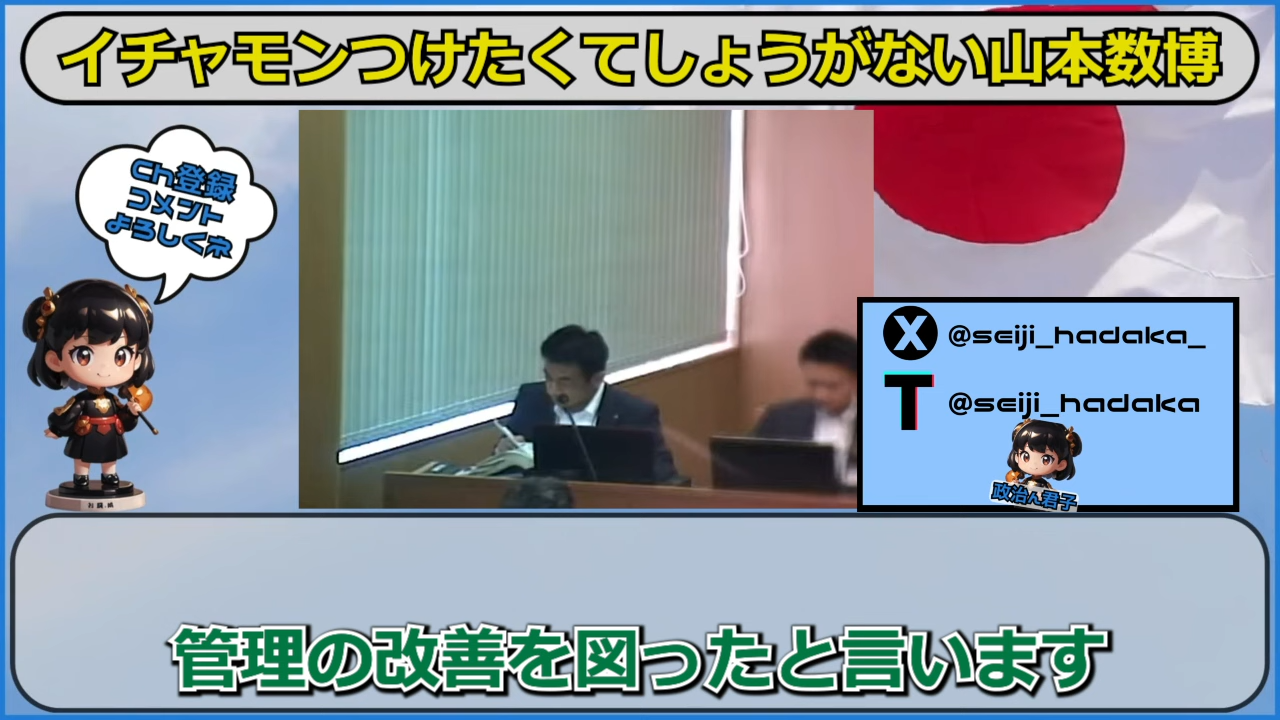 イチャモンつけたくてしょうがない山本数博
Ch登録
コメント
よろしくネ
X @seiji_hadaka_
T @seiji_hadaka
政治ん君子
管理の改善を図ったと言います